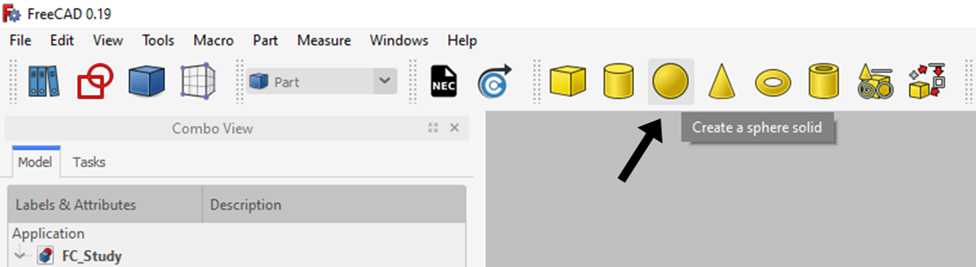 FreeCAD 0.19
File Edit View Tools Macro Part Measure Windows Help
Part
NEC
Combo View
Create a sphere solid
Model Tasks
Labels & Attributes Description
Application
FC_Study